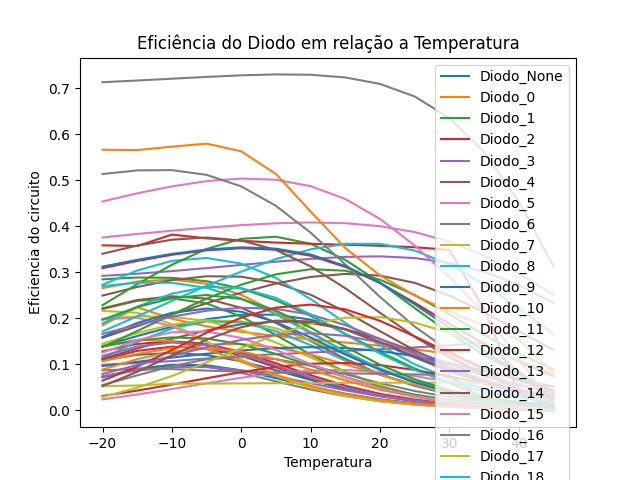 Eficiência do Diodo em relação a Temperatura
Eficiencia do circuito
0.7
0.6
0.5
0.4
0.3
0.2
0.1
0.0
−20
−10
0
10
20
30
40
Temperatura
Diodo_None
Diodo_0
Diodo_1
Diodo_2
Diodo_3
Diodo_4
Diodo_5
Diodo_6
Diodo_7
Diodo_8
Diodo_9
Diodo_10
Diodo_11
Diodo_12
Diodo_13
Diodo_14
Diodo_15
Diodo_16
Diodo_17
Diodo_18